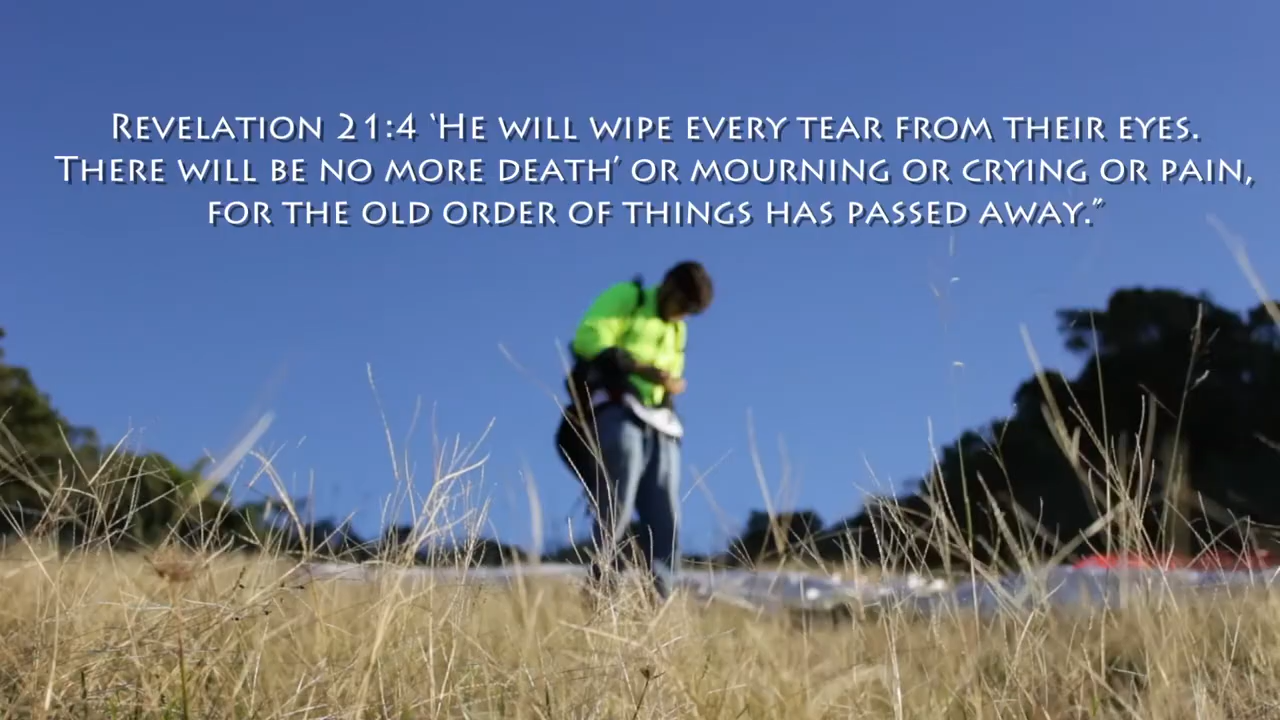 Revelation 21:4 ‘He will wipe every tear from their eyes.
There will be no more death’ or mourning or crying or pain,
for the old order of things has passed away.”